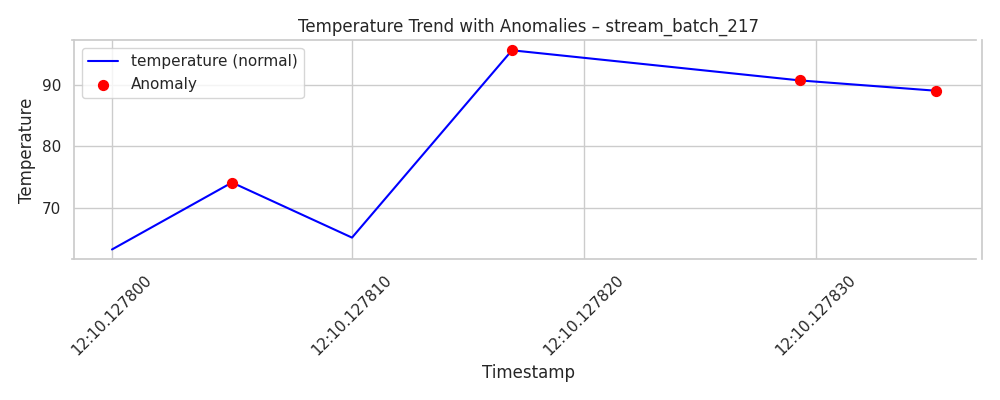 Temperature Trend with Anomalies – stream_batch_217
temperature (normal)
Anomaly
Temperature
90
80
70
12:10.127800
12:10.127810
12:10.127820
12:10.127830
Timestamp